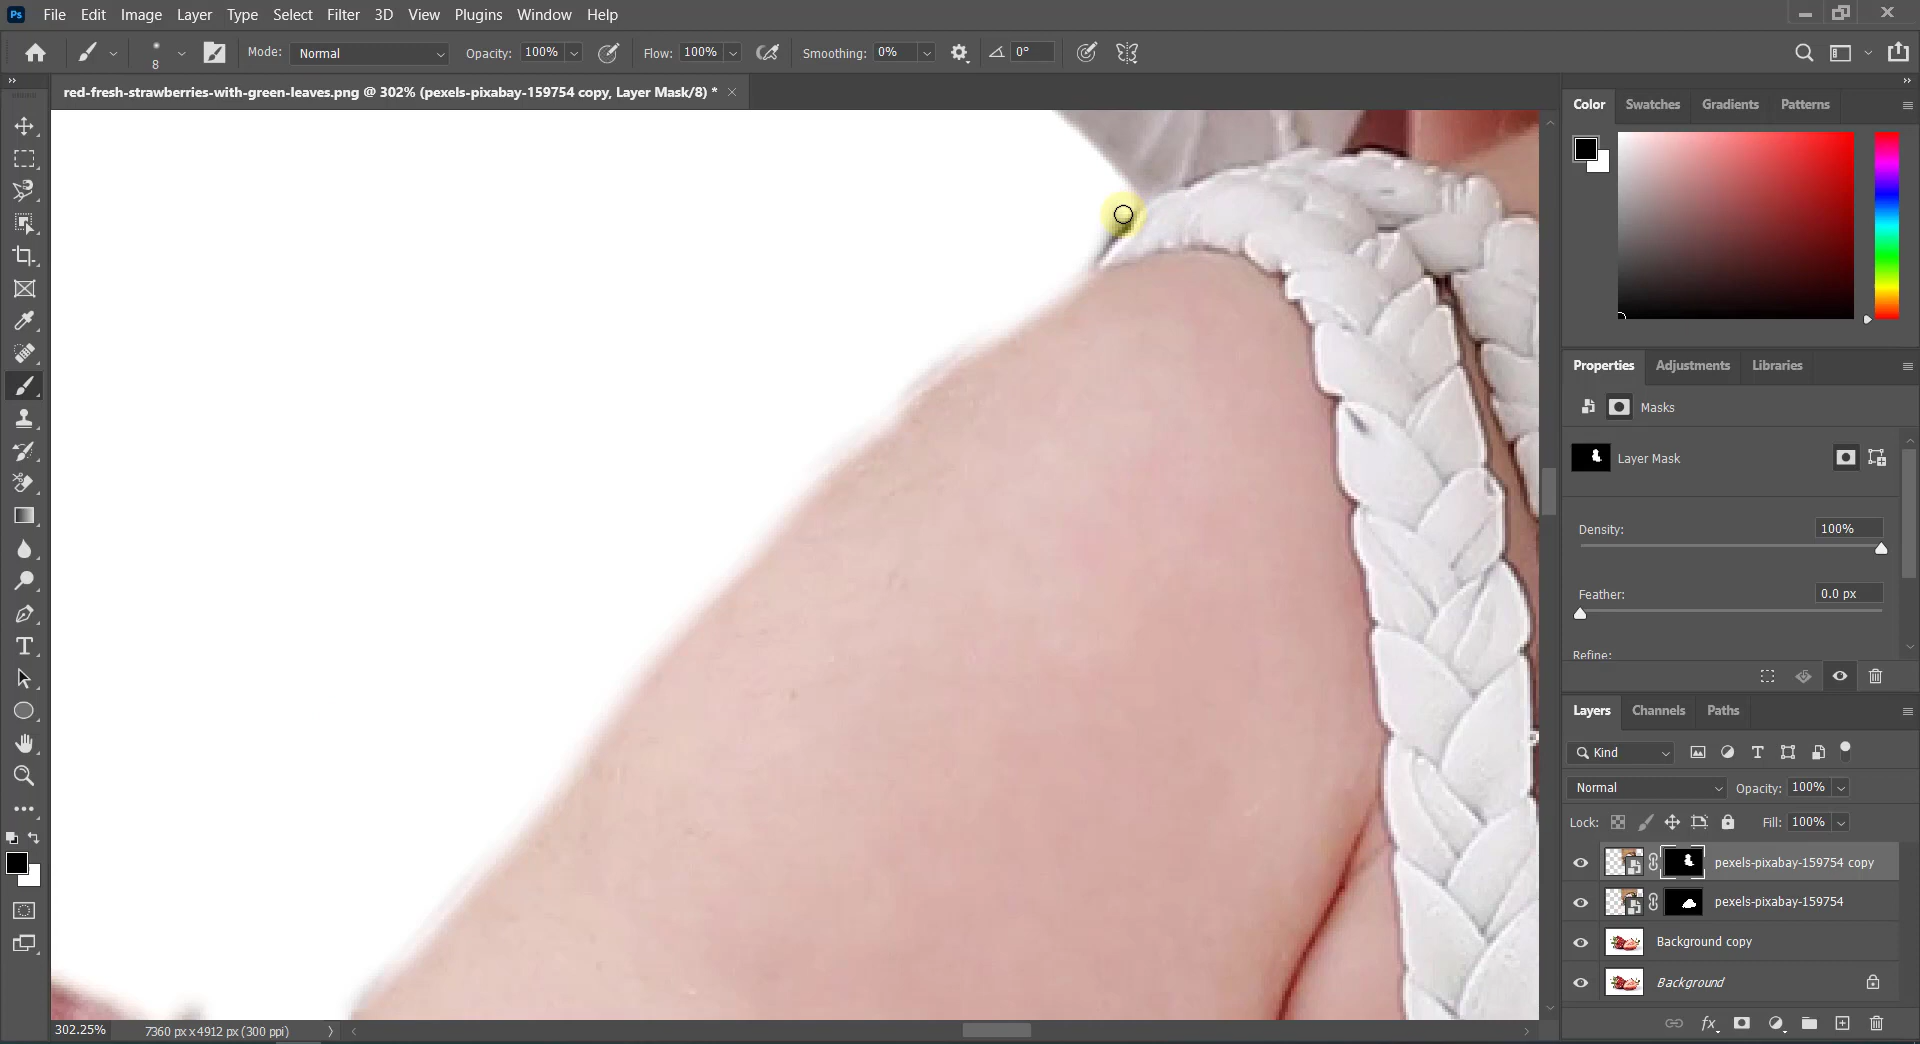 Ps File Edit Image Layer Type Select Filter 3D View Plugins Window Help
8 Mode: Normal Opacity: 100% Flow: 100% Smoothing: 0% 0°
red-fresh-strawberries-with-green-leaves.png @ 302% (pexels-pixabay-159754 copy, Layer Mask/8) *
Color Swatches Gradients Patterns
Properties Adjustments Libraries
Masks
Layer Mask
Density: 100%
Feather: 0.0 px
Refine:
Layers Channels Paths
Kind
Normal Opacity: 100%
Lock: Fill: 100%
pexels-pixabay-159754 copy
pexels-pixabay-159754
Background copy
Background
fx
302.25% 7360 px x 4912 px (300 ppi)